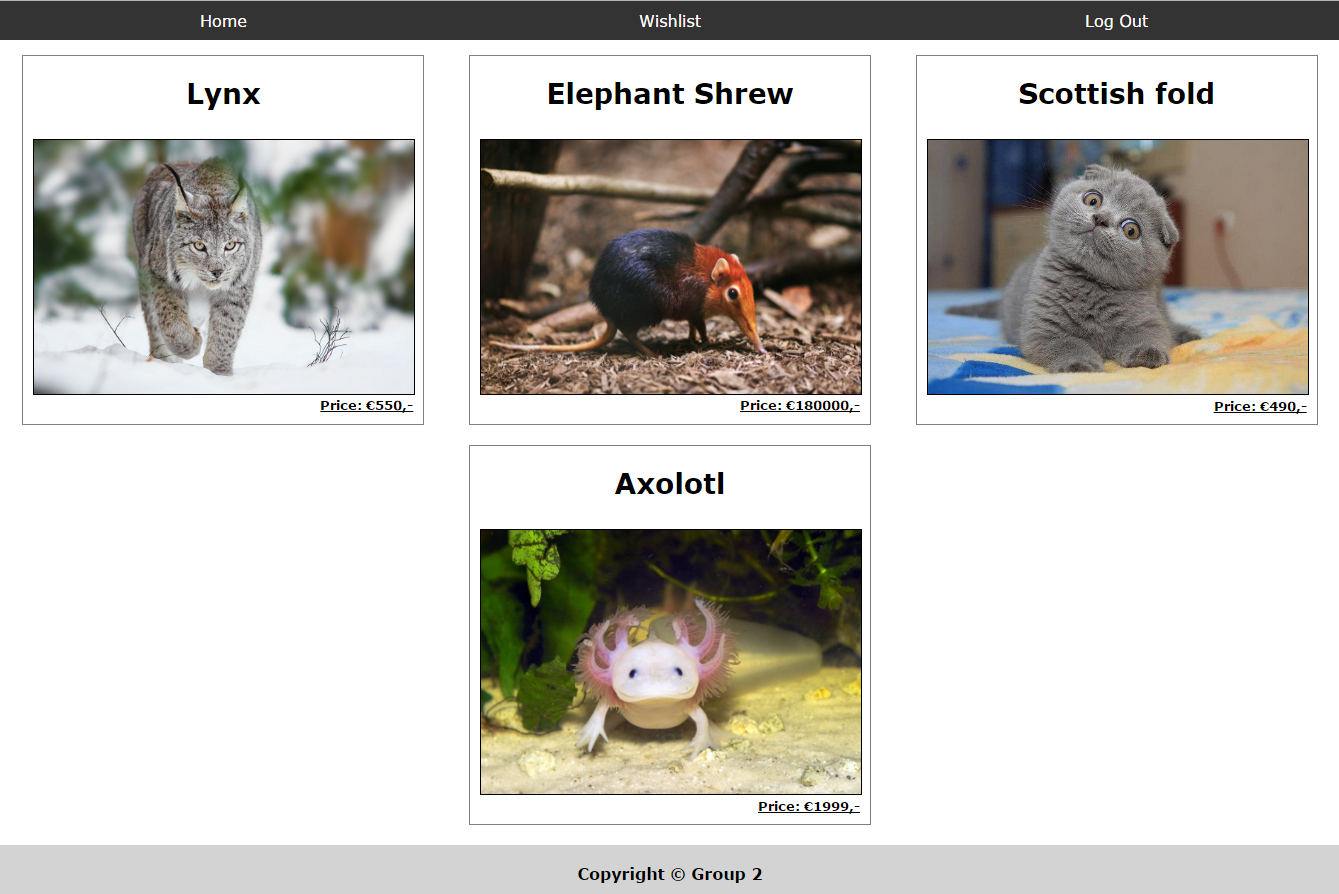 Home Wishlist Log Out
Lynx
Price: €550,-
Elephant Shrew
Price: €180000,-
Scottish fold
Price: €490,-
Axolotl
Price: €1999,-
Copyright © Group 2